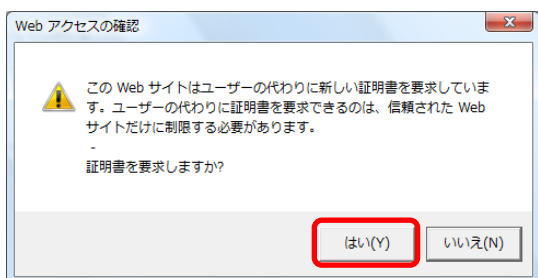 Web アクセスの確認
この Web サイトはユーザーの代わりに新しい証明書を要求していま
す。ユーザーの代わりに証明書を要求できるのは、信頼された Web
サイトだけに制限する必要があります。
-
証明書を要求しますか?
はい(Y) いいえ(N)